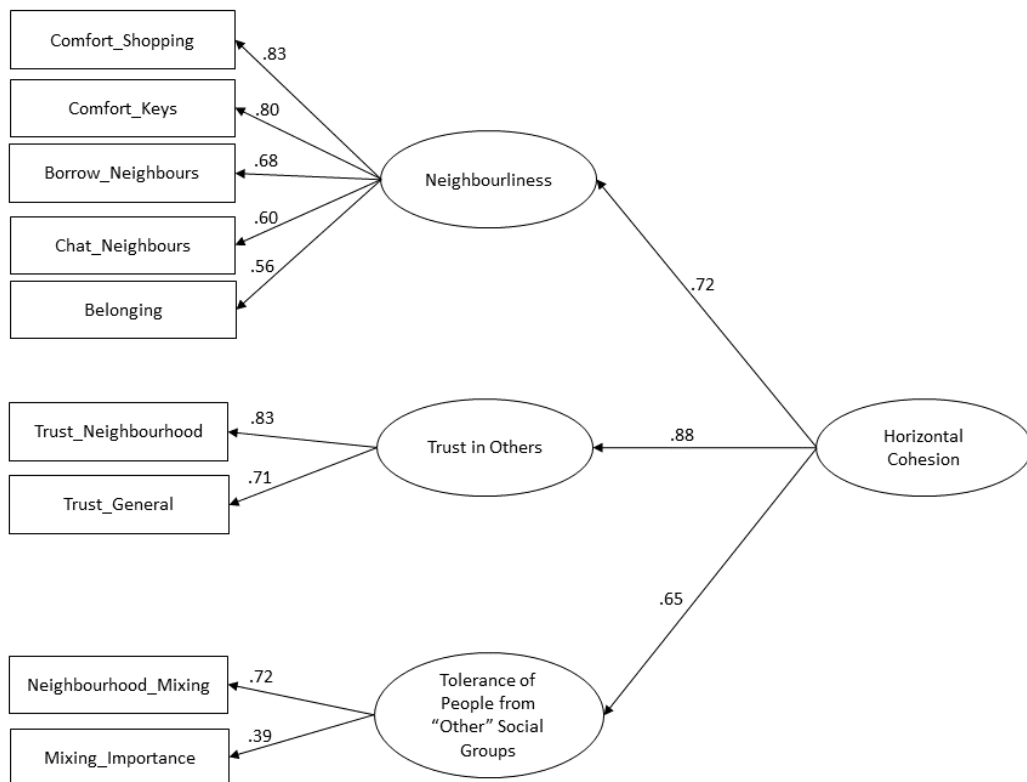 Comfort_Shopping
.83
Comfort_Keys
.80
Borrow_Neighbours
.68
Neighbourliness
Chat_Neighbours
.60
Belonging
.56
.72
Trust_Neighbourhood
.83
Trust in Others
.88
Horizontal
Cohesion
Trust_General
.71
.65
Neighbourhood_Mixing
.72
Tolerance of
People from
“Other” Social
Groups
Mixing_Importance
.39